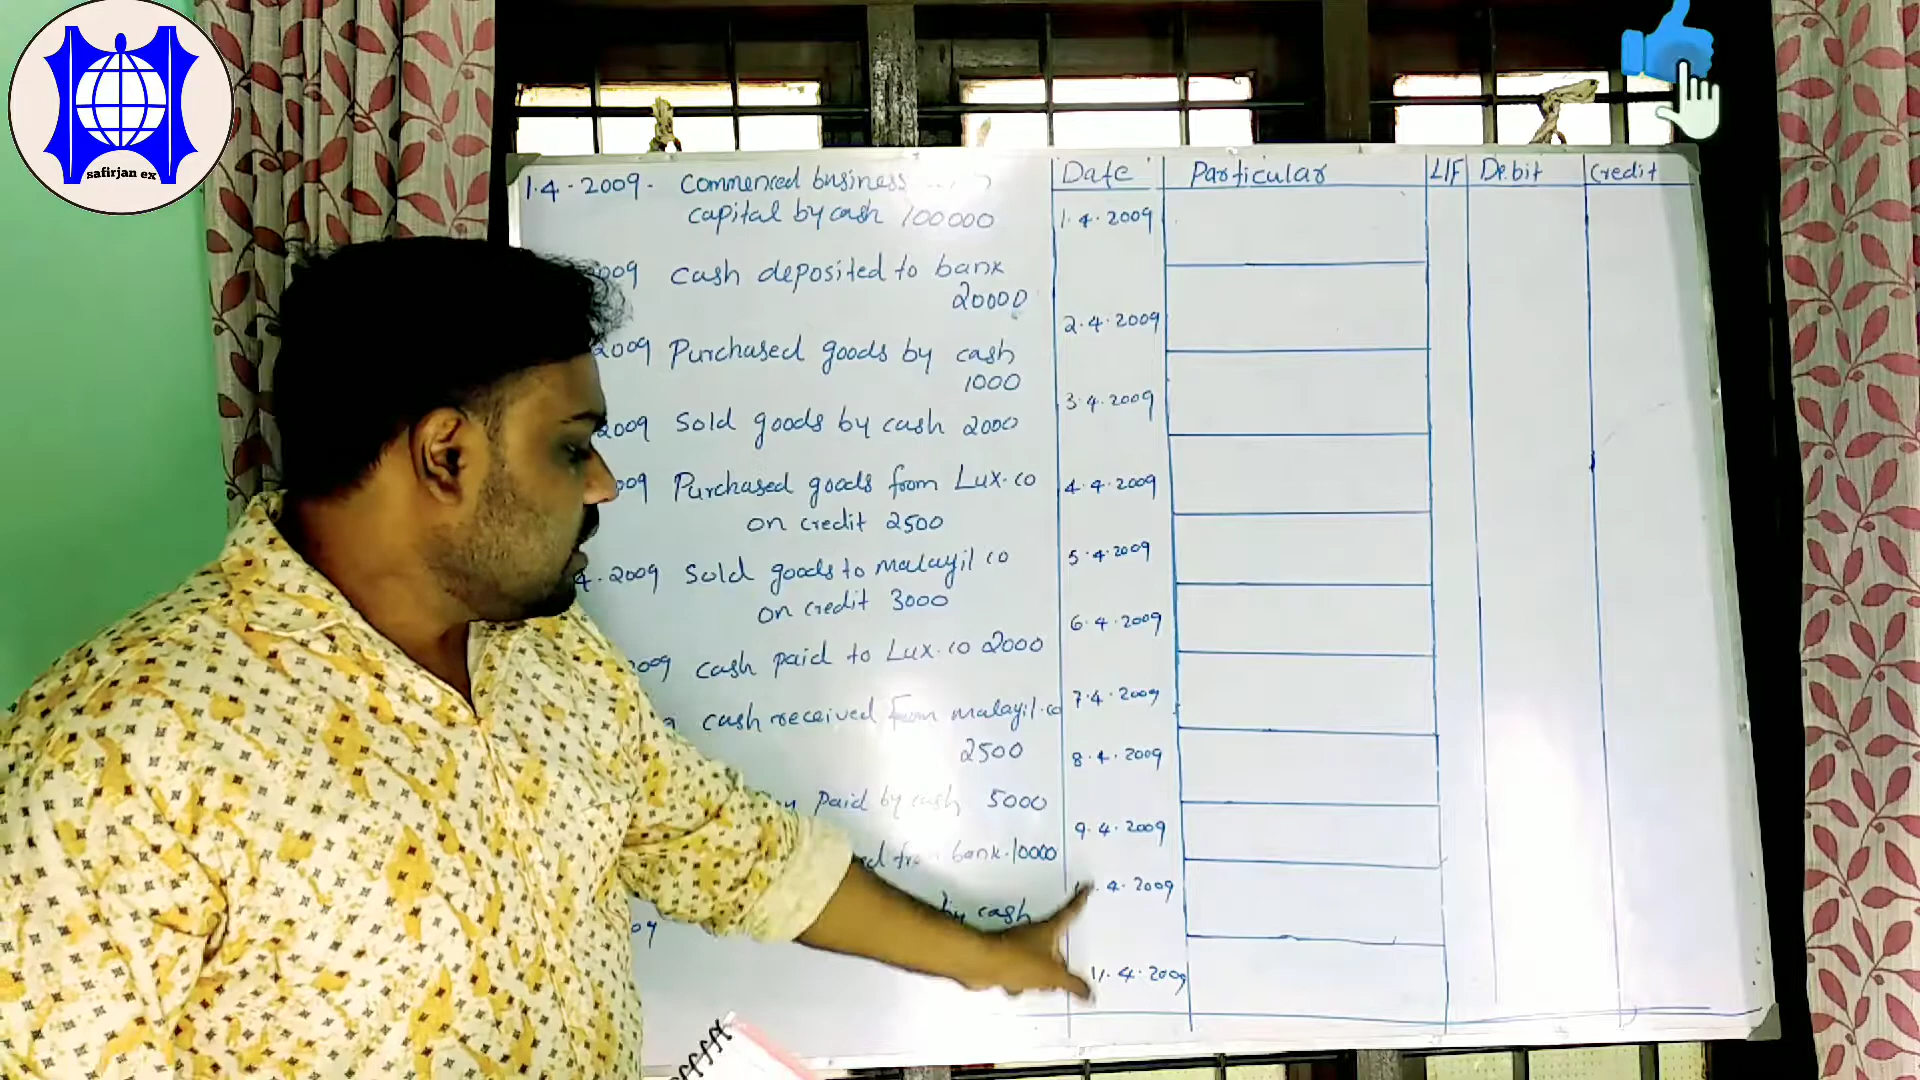 safirjan ex
1.4.2009. Commenced business
capital by cash 100000
009 cash deposited to bank
20000
2009 Purchased goods by cash
1000
2009 Sold goods by cash 2000
009 Purchased goods from Lux.co
on credit 2500
4.2009 Sold goods to malayil co
on credit 3000
009 cash paid to Lux.co 2000
9 cash received from malayil.co
2500
paid by cash 5000
from bank.10000
by cash
Date Particular L/F Debit Credit
1.4.2009
2.4.2009
3.4.2009
4.4.2009
5.4.2009
6.4.2009
7.4.2009
8.4.2009
9.4.2009
.4.2009
11.4.2009